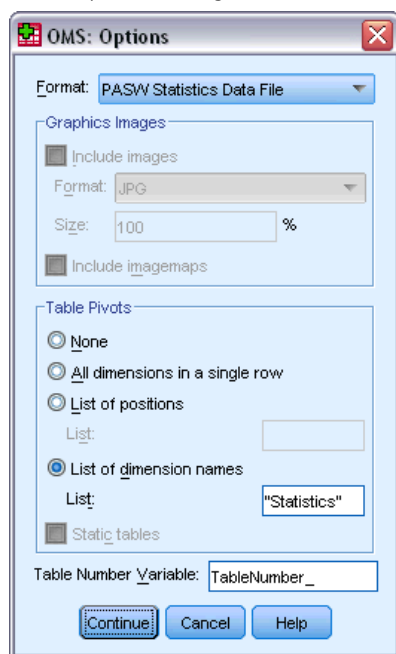 OMS: Options
Format: PASW Statistics Data File
Graphics Images
Include images
Format: JPG
Size: 100 %
Include imagemaps
Table Pivots
None
All dimensions in a single row
List of positions
List:
List of dimension names
List: "Statistics"
Static tables
Table Number Variable: TableNumber_
Continue Cancel Help